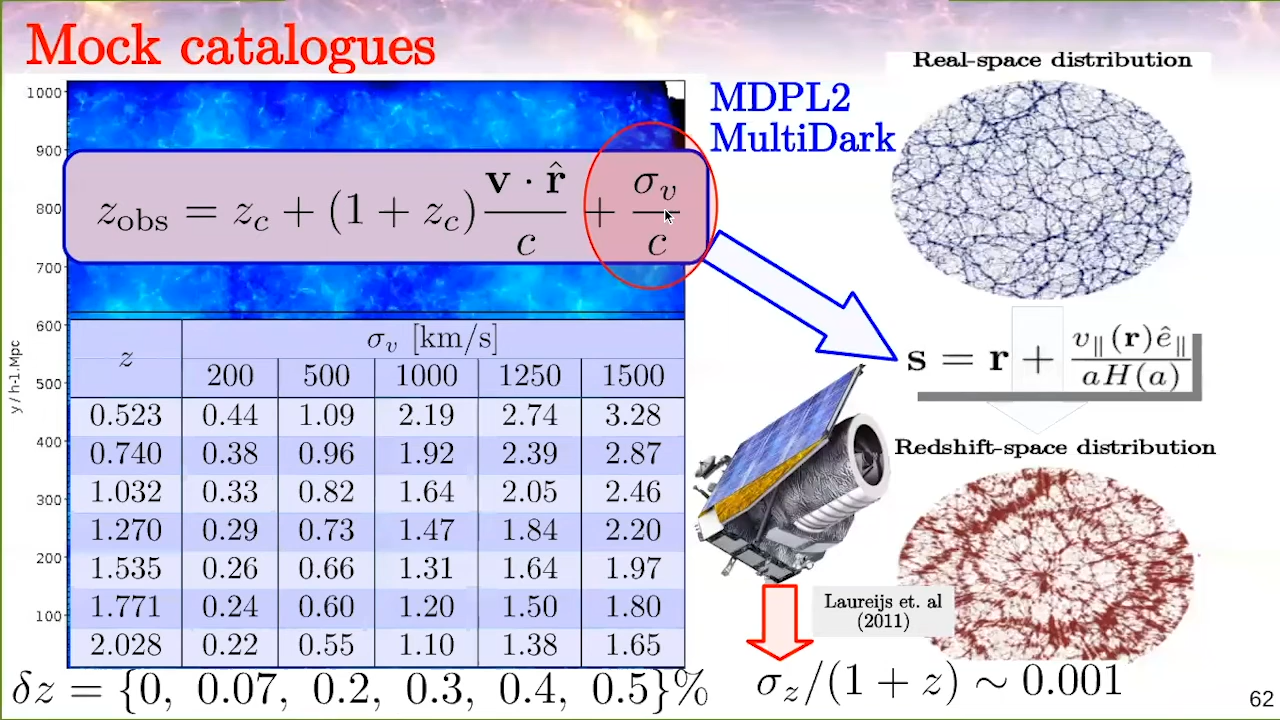 Mock catalogues
Real-space distribution
MDPL2
MultiDark
1000
900
800
700
600
500
400
300
200
100
y / h-1.Mpc
z_obs = z_c + (1 + z_c) v · r̂ / c + σ_v / c
z σ_v [km/s]
200 500 1000 1250 1500
0.523 0.44 1.09 2.19 2.74 3.28
0.740 0.38 0.96 1.92 2.39 2.87
1.032 0.33 0.82 1.64 2.05 2.46
1.270 0.29 0.73 1.47 1.84 2.20
1.535 0.26 0.66 1.31 1.64 1.97
1.771 0.24 0.60 1.20 1.50 1.80
2.028 0.22 0.55 1.10 1.38 1.65
s = r + v_∥(r)ê_∥ / aH(a)
Redshift-space distribution
Laureijs et. al
(2011)
δz = {0, 0.07, 0.2, 0.3, 0.4, 0.5}%
σ_z/(1 + z) ∼ 0.001
62